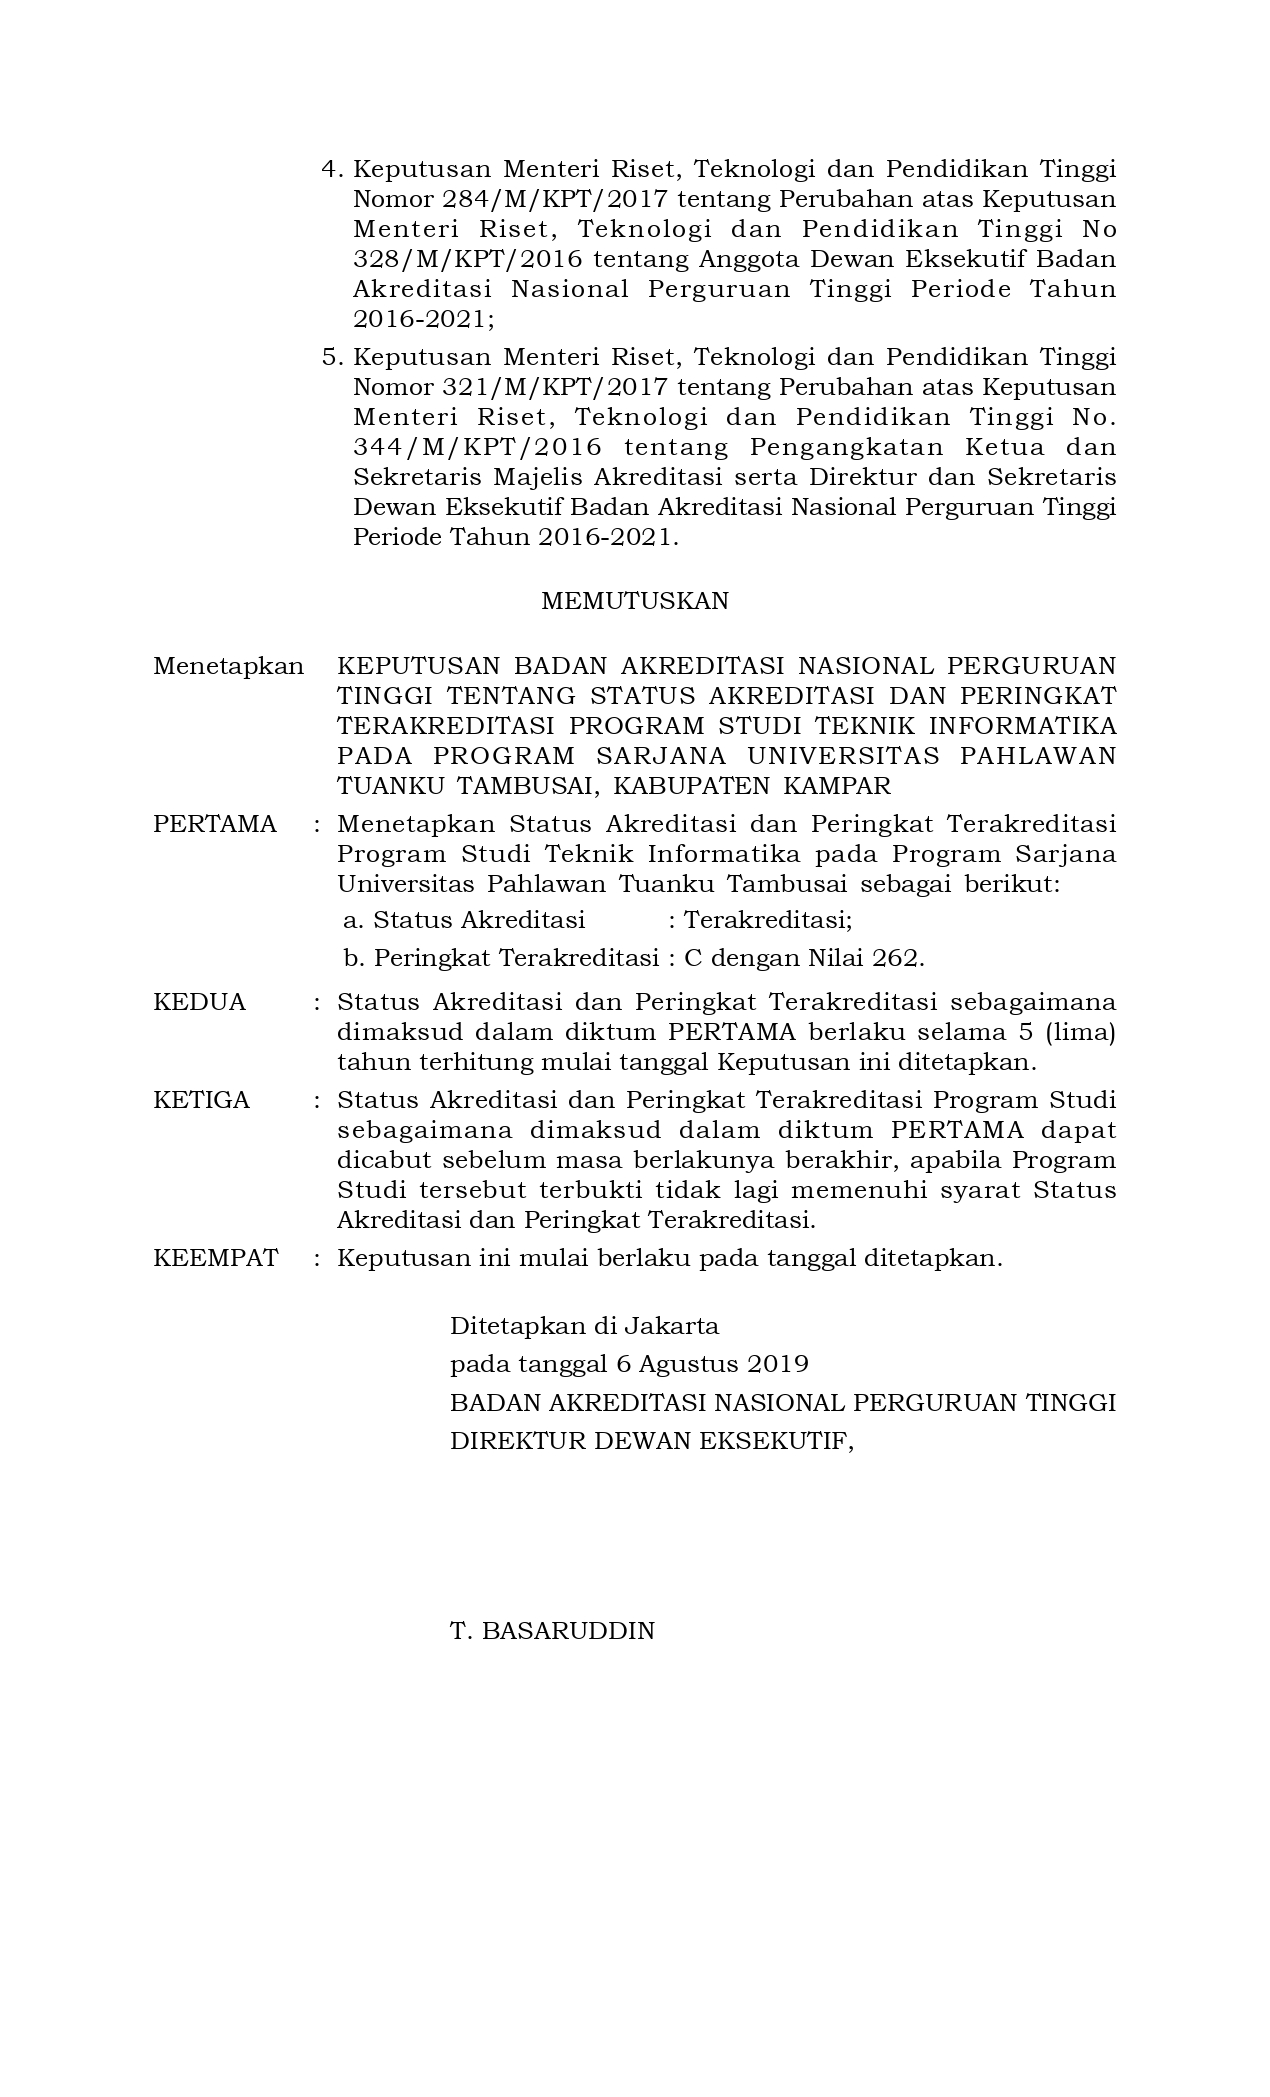 4. Keputusan Menteri Riset, Teknologi dan Pendidikan Tinggi
Nomor 284/M/KPT/2017 tentang Perubahan atas Keputusan
Menteri Riset, Teknologi dan Pendidikan Tinggi No
328/M/KPT/2016 tentang Anggota Dewan Eksekutif Badan
Akreditasi Nasional Perguruan Tinggi Periode Tahun
2016-2021;
5. Keputusan Menteri Riset, Teknologi dan Pendidikan Tinggi
Nomor 321/M/KPT/2017 tentang Perubahan atas Keputusan
Menteri Riset, Teknologi dan Pendidikan Tinggi No.
344/M/KPT/2016 tentang Pengangkatan Ketua dan
Sekretaris Majelis Akreditasi serta Direktur dan Sekretaris
Dewan Eksekutif Badan Akreditasi Nasional Perguruan Tinggi
Periode Tahun 2016-2021.
MEMUTUSKAN
Menetapkan KEPUTUSAN BADAN AKREDITASI NASIONAL PERGURUAN
TINGGI TENTANG STATUS AKREDITASI DAN PERINGKAT
TERAKREDITASI PROGRAM STUDI TEKNIK INFORMATIKA
PADA PROGRAM SARJANA UNIVERSITAS PAHLAWAN
TUANKU TAMBUSAI, KABUPATEN KAMPAR
PERTAMA : Menetapkan Status Akreditasi dan Peringkat Terakreditasi
Program Studi Teknik Informatika pada Program Sarjana
Universitas Pahlawan Tuanku Tambusai sebagai berikut:
a. Status Akreditasi : Terakreditasi;
b. Peringkat Terakreditasi : C dengan Nilai 262.
KEDUA : Status Akreditasi dan Peringkat Terakreditasi sebagaimana
dimaksud dalam diktum PERTAMA berlaku selama 5 (lima)
tahun terhitung mulai tanggal Keputusan ini ditetapkan.
KETIGA : Status Akreditasi dan Peringkat Terakreditasi Program Studi
sebagaimana dimaksud dalam diktum PERTAMA dapat
dicabut sebelum masa berlakunya berakhir, apabila Program
Studi tersebut terbukti tidak lagi memenuhi syarat Status
Akreditasi dan Peringkat Terakreditasi.
KEEMPAT : Keputusan ini mulai berlaku pada tanggal ditetapkan.
Ditetapkan di Jakarta
pada tanggal 6 Agustus 2019
BADAN AKREDITASI NASIONAL PERGURUAN TINGGI
DIREKTUR DEWAN EKSEKUTIF,
T. BASARUDDIN